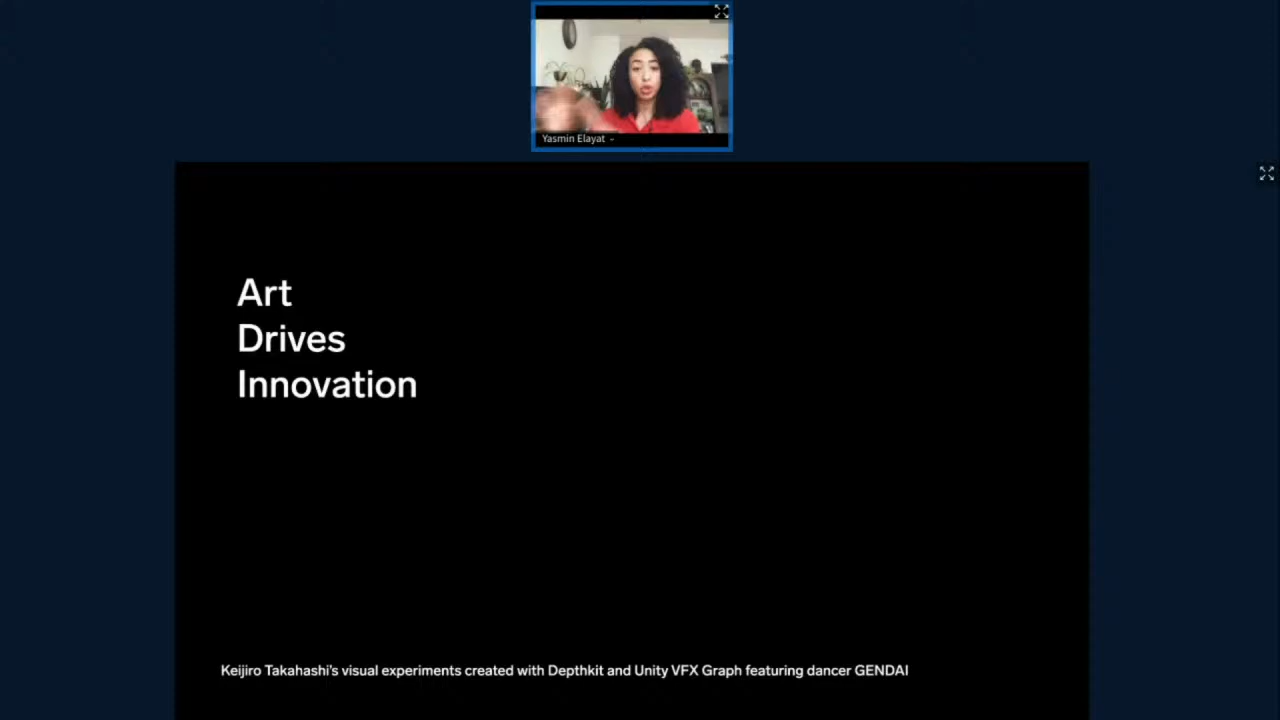 Yasmin Elayat
Art
Drives
Innovation
Keijiro Takahashi's visual experiments created with Depthkit and Unity VFX Graph featuring dancer GENDAI